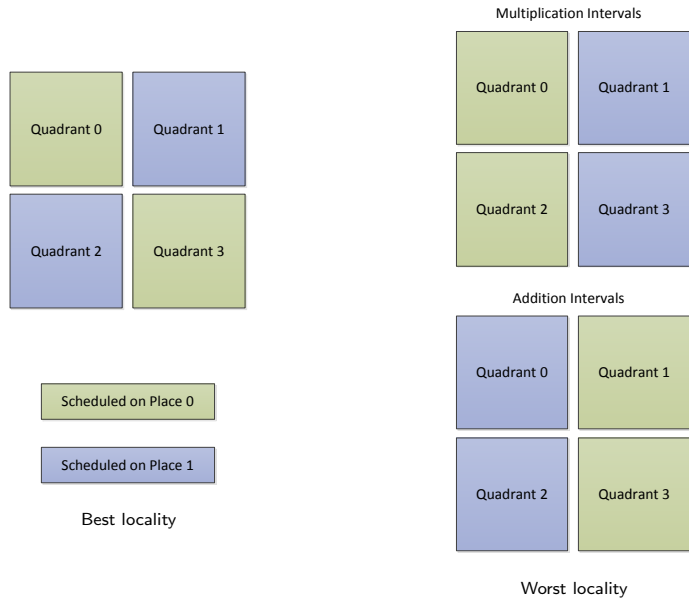 Quadrant 0
Quadrant 1
Quadrant 2
Quadrant 3
Scheduled on Place 0
Scheduled on Place 1
Best locality
Multiplication Intervals
Quadrant 0
Quadrant 1
Quadrant 2
Quadrant 3
Addition Intervals
Quadrant 0
Quadrant 1
Quadrant 2
Quadrant 3
Worst locality